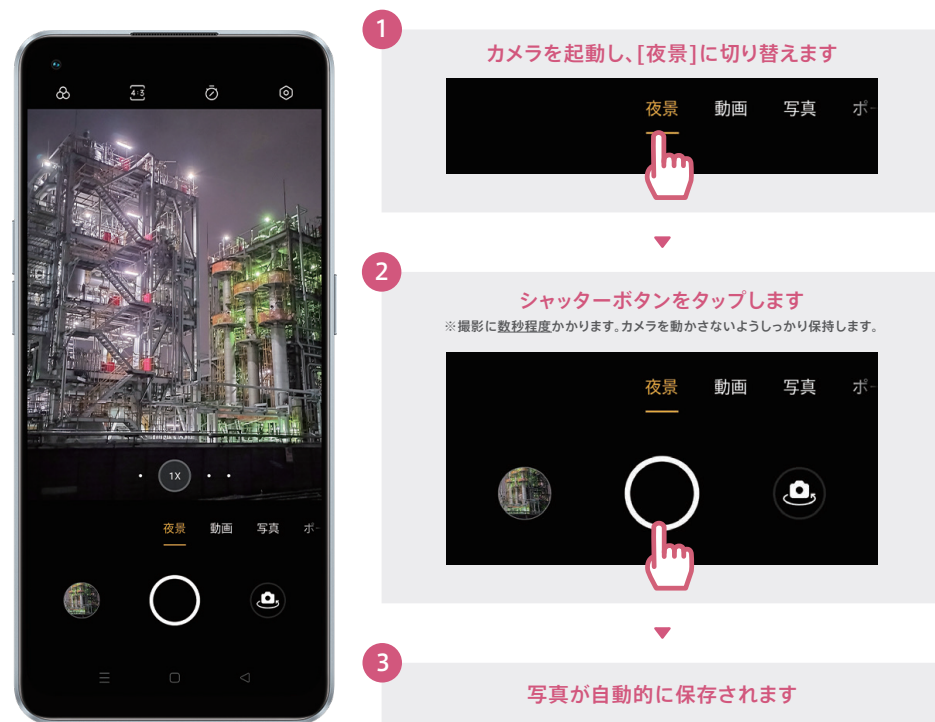 4:3
1X
夜景 動画 写真 ポー
1
カメラを起動し、[夜景]に切り替えます
夜景 動画 写真 ポー
2
シャッターボタンをタップします
※撮影に数秒程度かかります。カメラを動かさないようしっかり保持します。
夜景 動画 写真 ポー
3
写真が自動的に保存されます